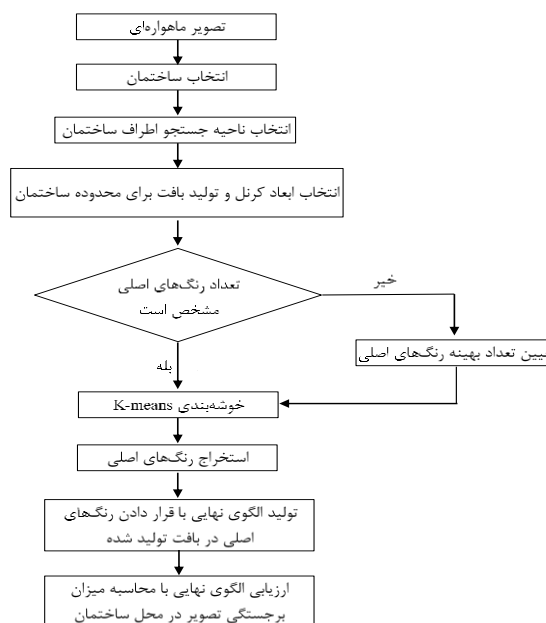 تصویر ماهواره‌ای
انتخاب ساختمان
انتخاب ناحیه جستجو اطراف ساختمان
انتخاب ابعاد کرنل و تولید بافت برای محدوده ساختمان
تعداد رنگ‌های اصلی
مشخص است
خیر
بله
تعداد بهینه رنگ‌های اصلی
خوشه‌بندی K-means
استخراج رنگ‌های اصلی
تولید الگوی نهایی با قرار دادن رنگ‌های
اصلی در بافت تولید شده
ارزیابی الگوی نهایی با محاسبه میزان
برجستگی تصویر در محل ساختمان